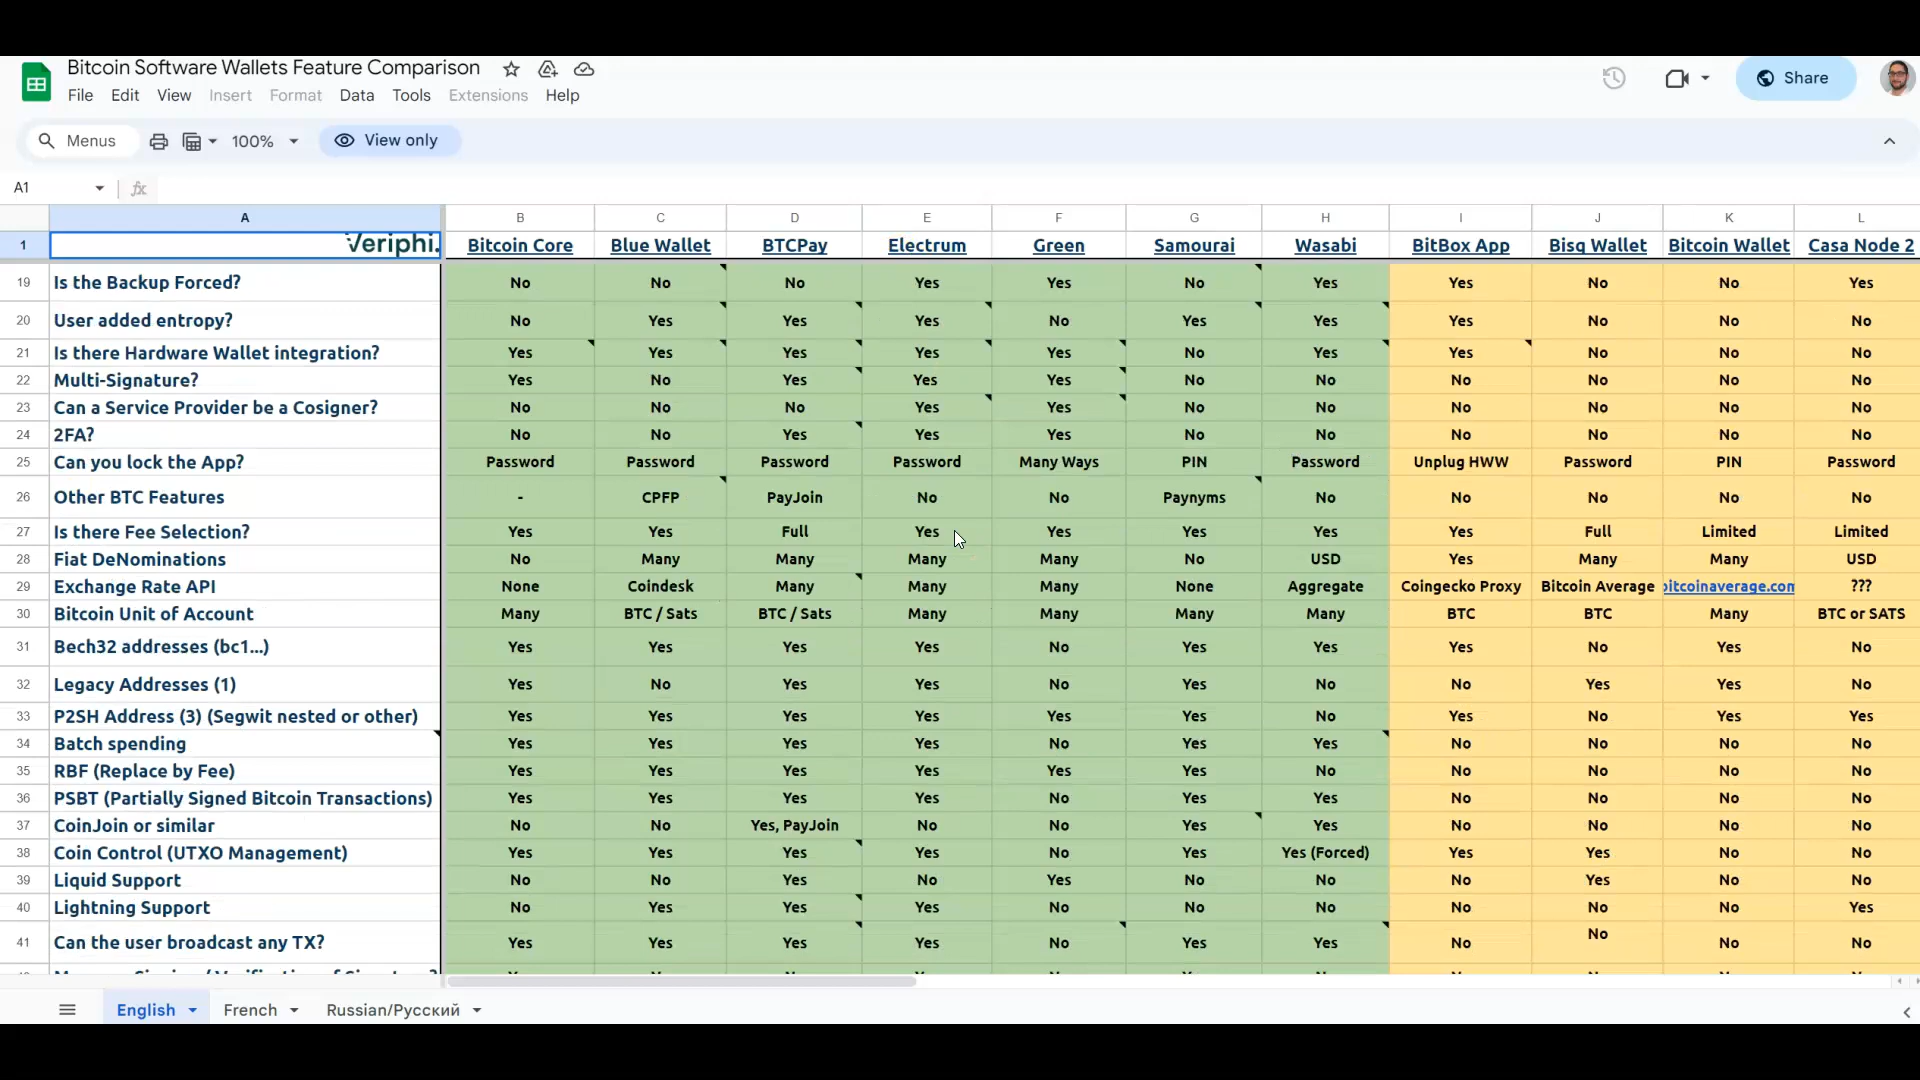 Bitcoin Software Wallets Feature Comparison
File Edit View Insert Format Data Tools Extensions Help
Share
Menus 100% View only
A1 fx
A B C D E F G H I J K L
1 Veriphi. Bitcoin Core Blue Wallet BTCPay Electrum Green Samourai Wasabi BitBox App Bisq Wallet Bitcoin Wallet Casa Node 2
19 Is the Backup Forced? No No No Yes Yes No Yes Yes No No Yes
20 User added entropy? No Yes Yes Yes No Yes Yes Yes No No No
21 Is there Hardware Wallet integration? Yes Yes Yes Yes Yes No Yes Yes No No No
22 Multi-Signature? Yes No Yes Yes Yes No No No No No No
23 Can a Service Provider be a Cosigner? No No No Yes Yes No No No No No No
24 2FA? No No Yes Yes Yes No No No No No No
25 Can you lock the App? Password Password Password Password Many Ways PIN Password Unplug HWW Password PIN Password
26 Other BTC Features - CPFP PayJoin No No Paynyms No No No No No
27 Is there Fee Selection? Yes Yes Full Yes Yes Yes Yes Yes Full Limited Limited
28 Fiat DeNominations No Many Many Many Many No USD Yes Many Many USD
29 Exchange Rate API None Coindesk Many Many Many None Aggregate Coingecko Proxy Bitcoin Average bitcoinaverage.com ???
30 Bitcoin Unit of Account Many BTC / Sats BTC / Sats Many Many Many Many BTC BTC Many BTC or SATS
31 Bech32 addresses (bc1...) Yes Yes Yes Yes No Yes Yes Yes No Yes No
32 Legacy Addresses (1) Yes No Yes Yes No Yes No No Yes Yes No
33 P2SH Address (3) (Segwit nested or other) Yes Yes Yes Yes Yes Yes No Yes No Yes Yes
34 Batch spending Yes Yes Yes Yes No Yes Yes No No No No
35 RBF (Replace by Fee) Yes Yes Yes Yes Yes Yes No No No No No
36 PSBT (Partially Signed Bitcoin Transactions) Yes Yes Yes Yes No Yes Yes No No No No
37 CoinJoin or similar No No Yes, PayJoin No No Yes Yes No No No No
38 Coin Control (UTXO Management) Yes Yes Yes Yes No Yes Yes (Forced) Yes Yes No No
39 Liquid Support No No Yes No Yes No No No Yes No No
40 Lightning Support No Yes Yes Yes No No No No No No Yes
41 Can the user broadcast any TX? Yes Yes Yes Yes No Yes Yes No No No No
English French Russian/Русский